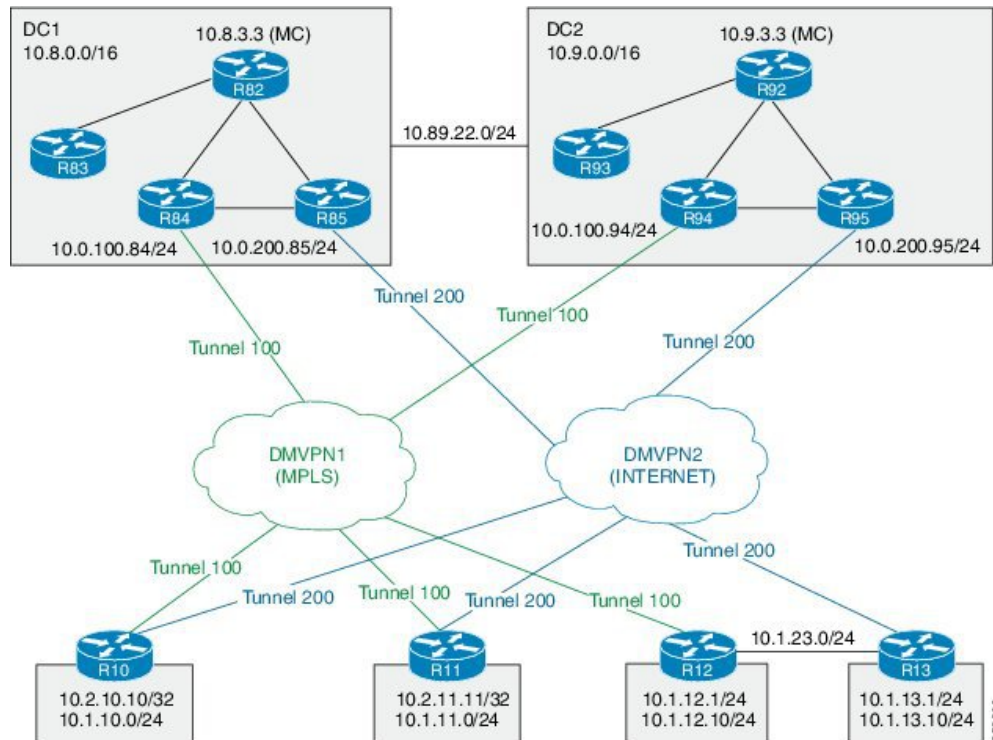 DC1
10.8.0.0/16
10.8.3.3 (MC)
R82
R83
R84
R85
10.0.100.84/24
10.0.200.85/24
10.89.22.0/24
DC2
10.9.0.0/16
10.9.3.3 (MC)
R92
R93
R94
R95
10.0.100.94/24
10.0.200.95/24
Tunnel 100
Tunnel 200
Tunnel 100
Tunnel 200
DMVPN1
(MPLS)
DMVPN2
(INTERNET)
Tunnel 100
Tunnel 200
Tunnel 100
Tunnel 200
Tunnel 100
Tunnel 200
R10
10.2.10.10/32
10.1.10.0/24
R11
10.2.11.11/32
10.1.11.0/24
R12
10.1.12.1/24
10.1.12.10/24
10.1.23.0/24
R13
10.1.13.1/24
10.1.13.10/24